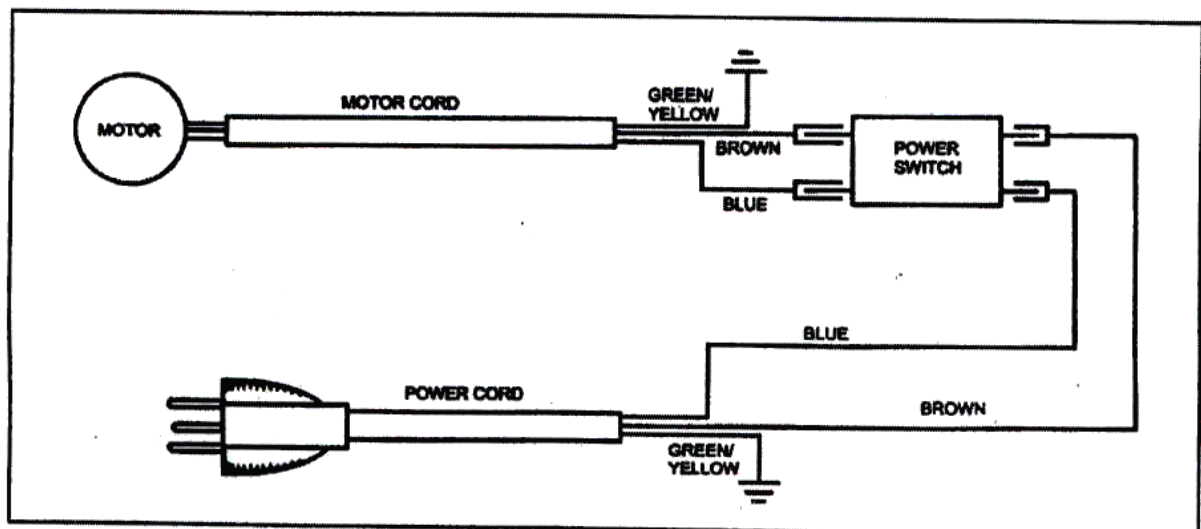 MOTOR
MOTOR CORD
GREEN/
YELLOW
BROWN
BLUE
POWER
SWITCH
BLUE
POWER CORD
BROWN
GREEN/
YELLOW